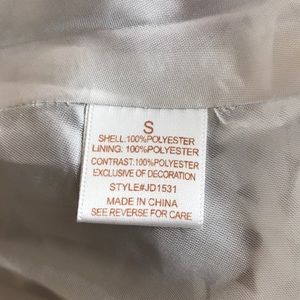 S
SHELL:100%POLYESTER
LINING: 100%POLYESTER
CONTRAST:100%POLYESTER
EXCLUSIVE OF DECORATION
STYLE#JD1531
MADE IN CHINA
SEE REVERSE FOR CARE